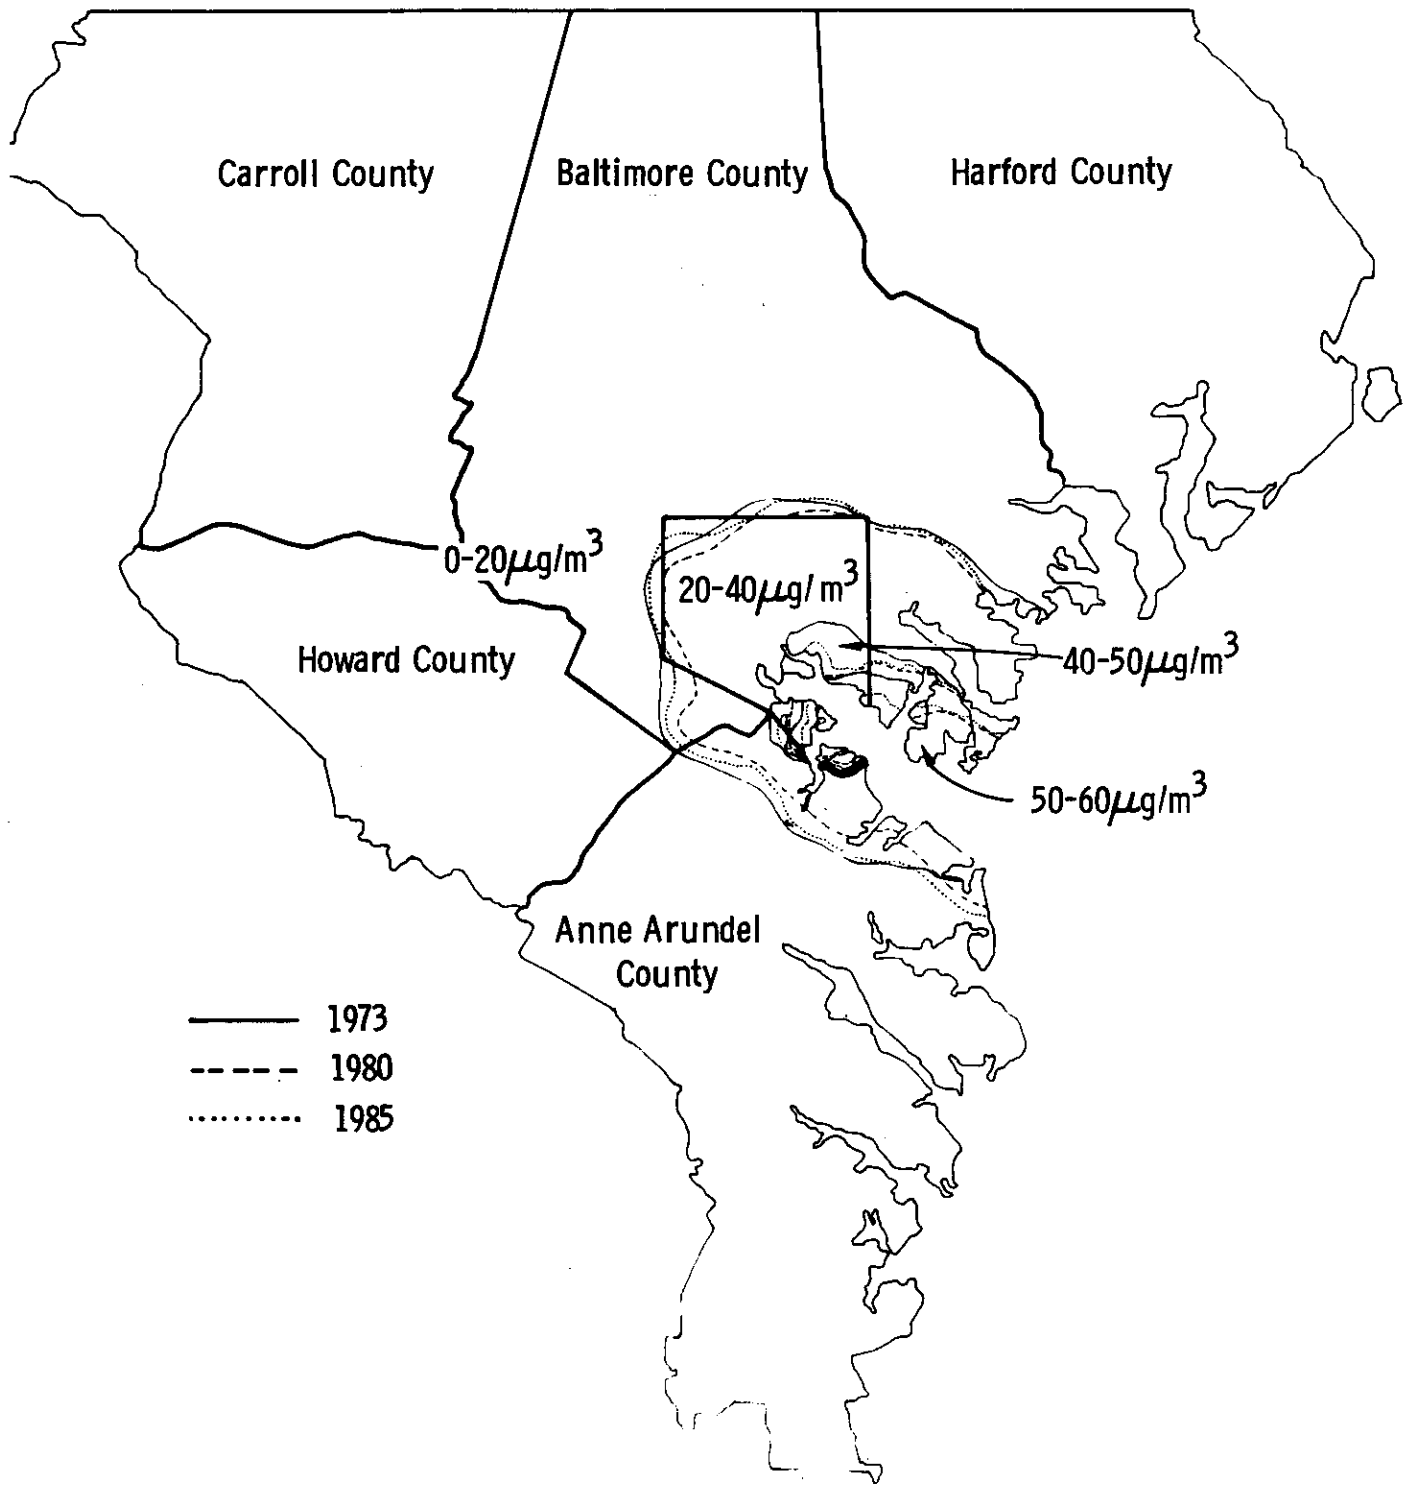 Carroll County
Baltimore County
Harford County
0-20μg/m³
20-40μg/m³
Howard County
40-50μg/m³
50-60μg/m³
Anne Arundel
County
1973
1980
1985